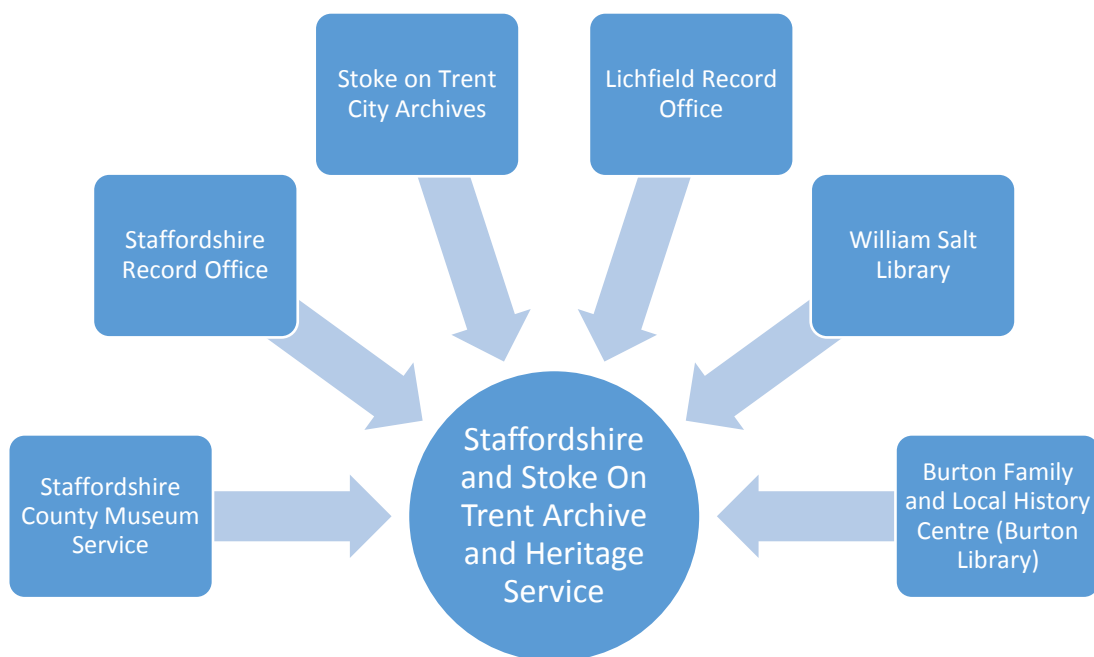 Stoke on Trent
City Archives
Lichfield Record
Office
Staffordshire
Record Office
William Salt
Library
Staffordshire
County Museum
Service
Staffordshire
and Stoke On
Trent Archive
and Heritage
Service
Burton Family
and Local History
Centre (Burton
Library)